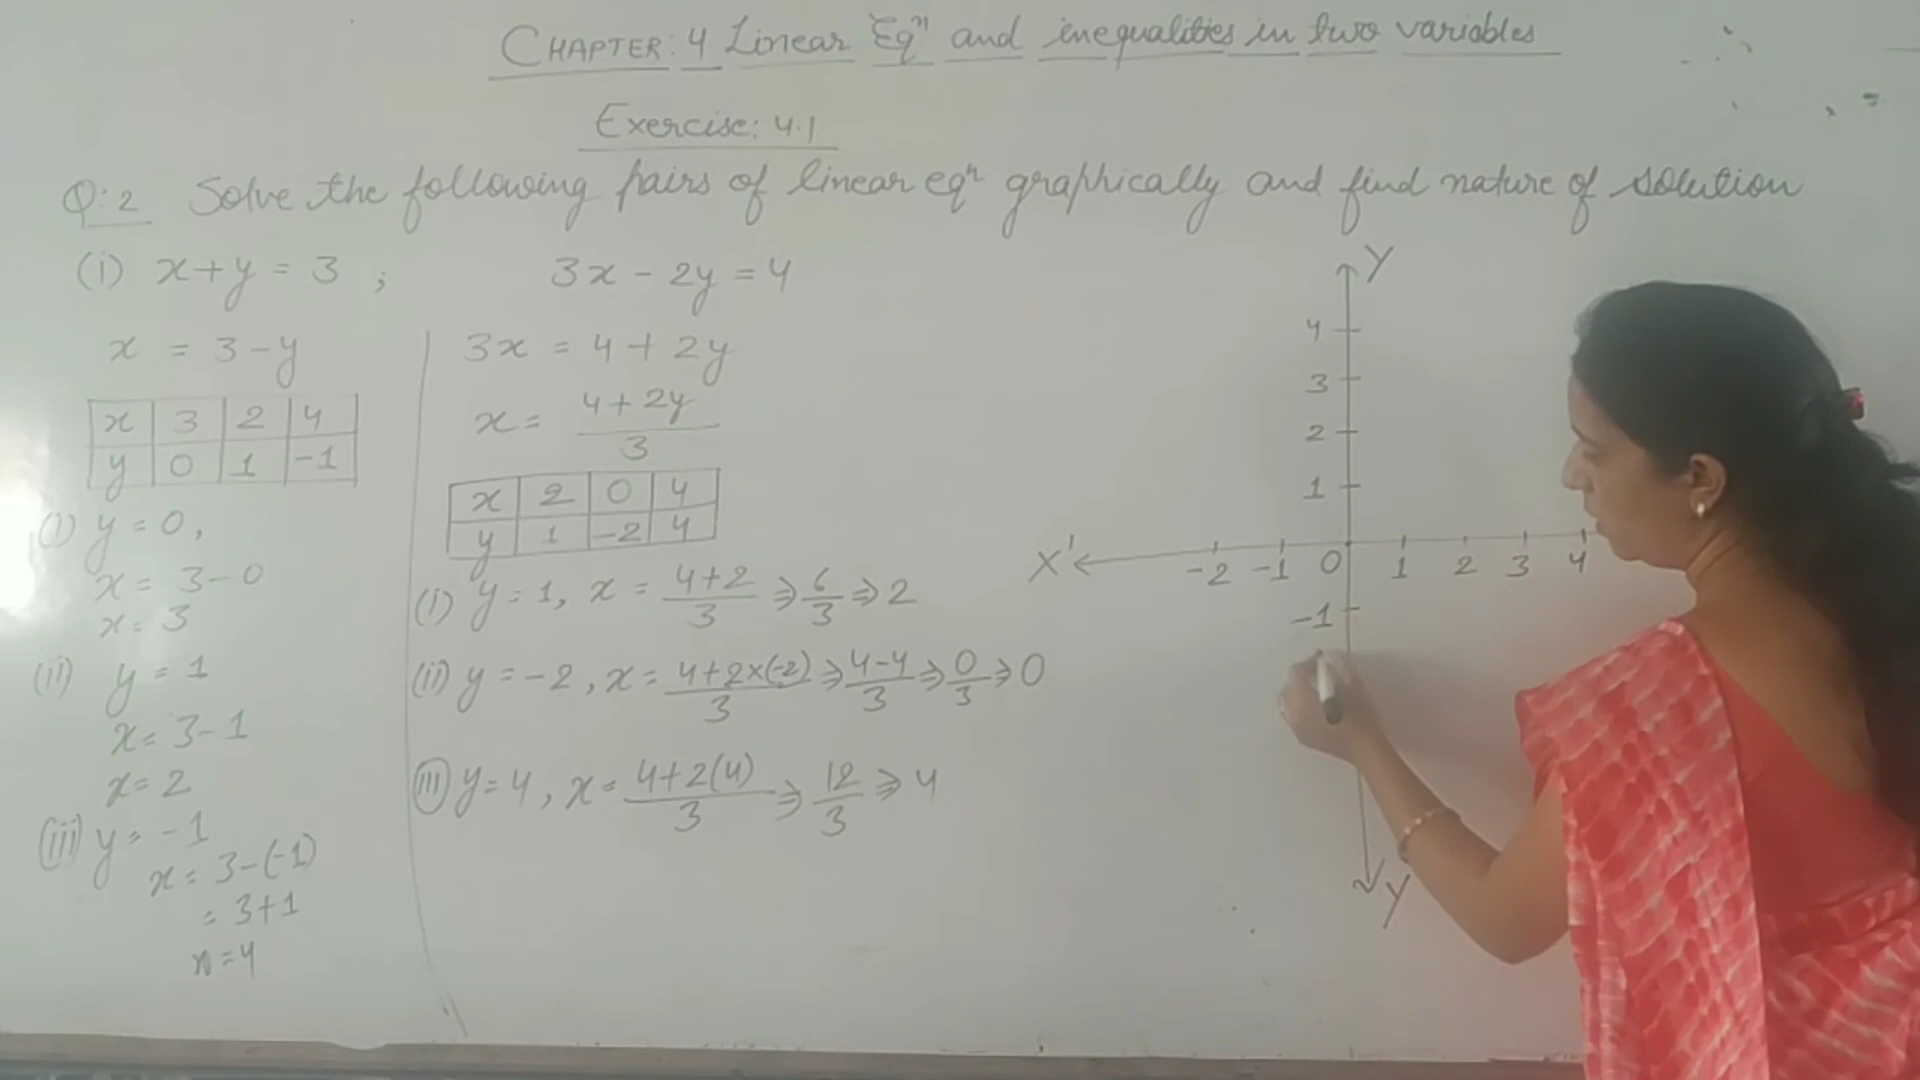 CHAPTER: 4 Linear Eqⁿ and inequalities in two variables
Exercise: 4.1
Q:2 Solve the following pairs of linear eqⁿ graphically and find nature of solution
(i) x+y = 3 ; 3x - 2y = 4
x = 3-y
x 3 2 4
y 0 1 -1
(i) y = 0,
x = 3-0
x = 3
(ii) y = 1
x = 3-1
x = 2
(iii) y = -1
x = 3-(-1)
= 3+1
x = 4
3x = 4 + 2y
x = 4+2y/3
x 2 0 4
y 1 -2 4
(i) y = 1, x = 4+2/3 ⇒ 6/3 ⇒ 2
(ii) y = -2, x = 4+2×(-2)/3 ⇒ 4-4/3 ⇒ 0/3 ⇒ 0
(iii) y = 4, x = 4+2(4)/3 ⇒ 12/3 ⇒ 4
Y
4
3
2
1
X' -2 -1 0 1 2 3 4
-1
Y